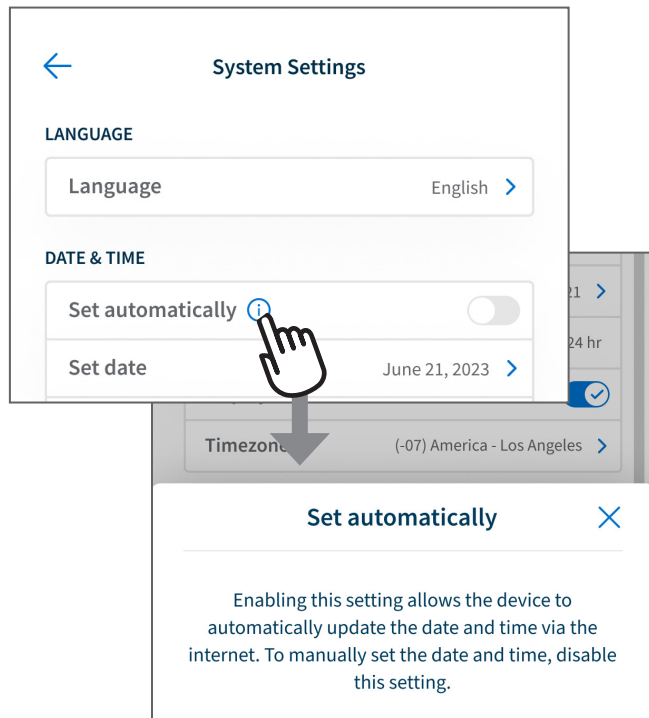 System Settings
LANGUAGE
Language English
DATE & TIME
Set automatically
Set date June 21, 2023
24 hr
(-07) America - Los Angeles
Set automatically
Enabling this setting allows the device to
automatically update the date and time via the
internet. To manually set the date and time, disable
this setting.